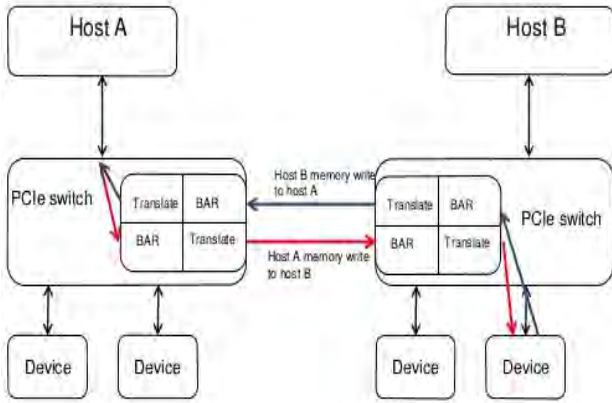 Host A
Host B
Host B memory write
to host A
PCIe switch
Translate
BAR
BAR
Translate
Translate
BAR
BAR
Translate
PCIe switch
Host A memory write
to host B
Device
Device
Device
Device